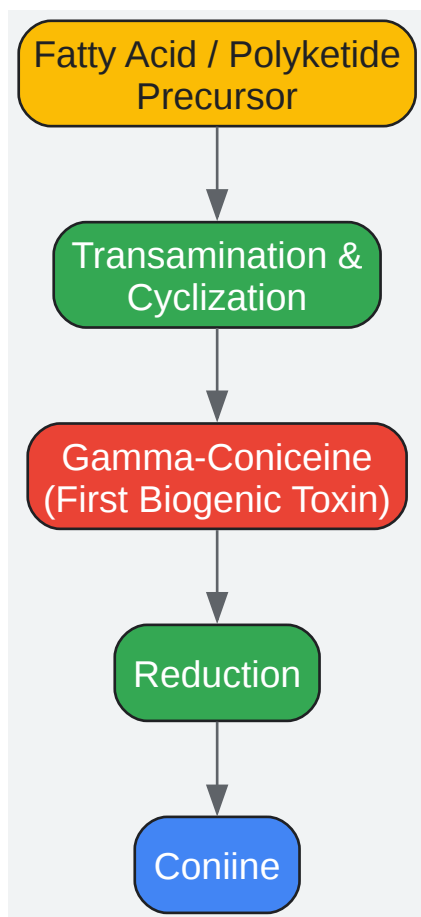 Fatty Acid / Polyketide
Precursor
Transamination &
Cyclization
Gamma-Coniceine
(First Biogenic Toxin)
Reduction
Coniine